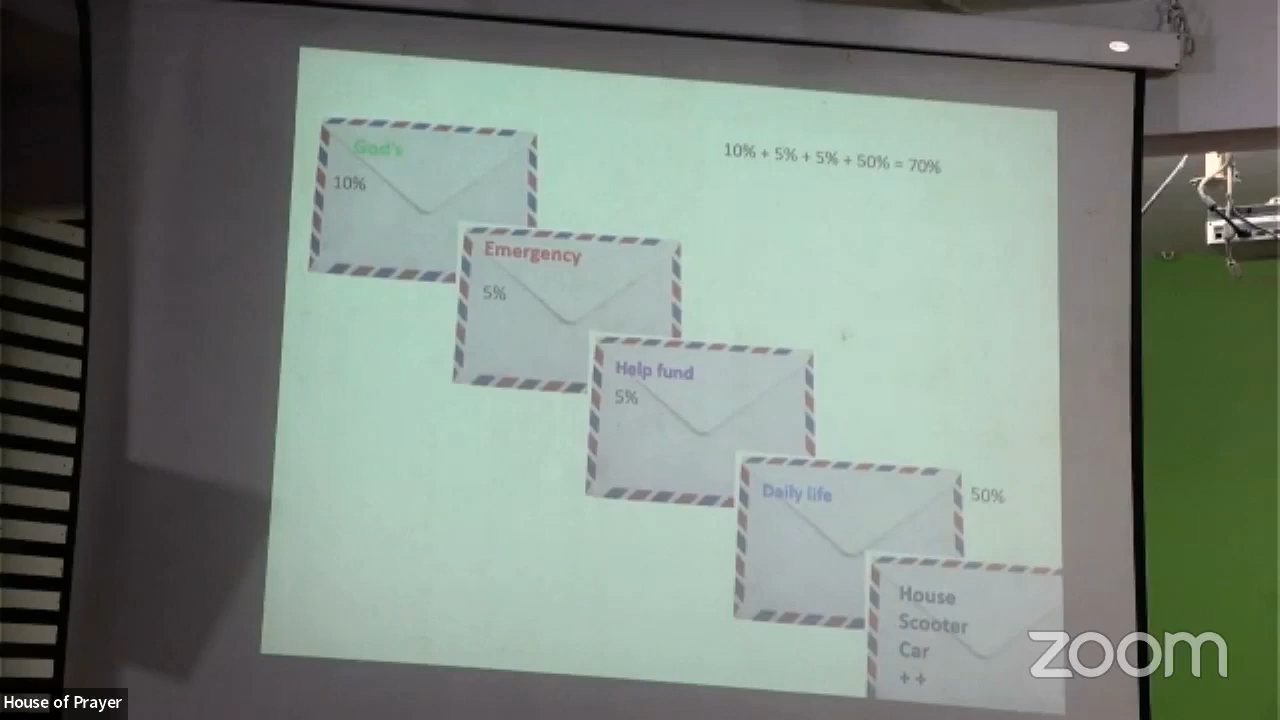 God's
10%
10% + 5% + 5% + 50% = 70%
Emergency
5%
Help fund
5%
Daily life
50%
House
Scooter
Car
++
zoom
House of Prayer